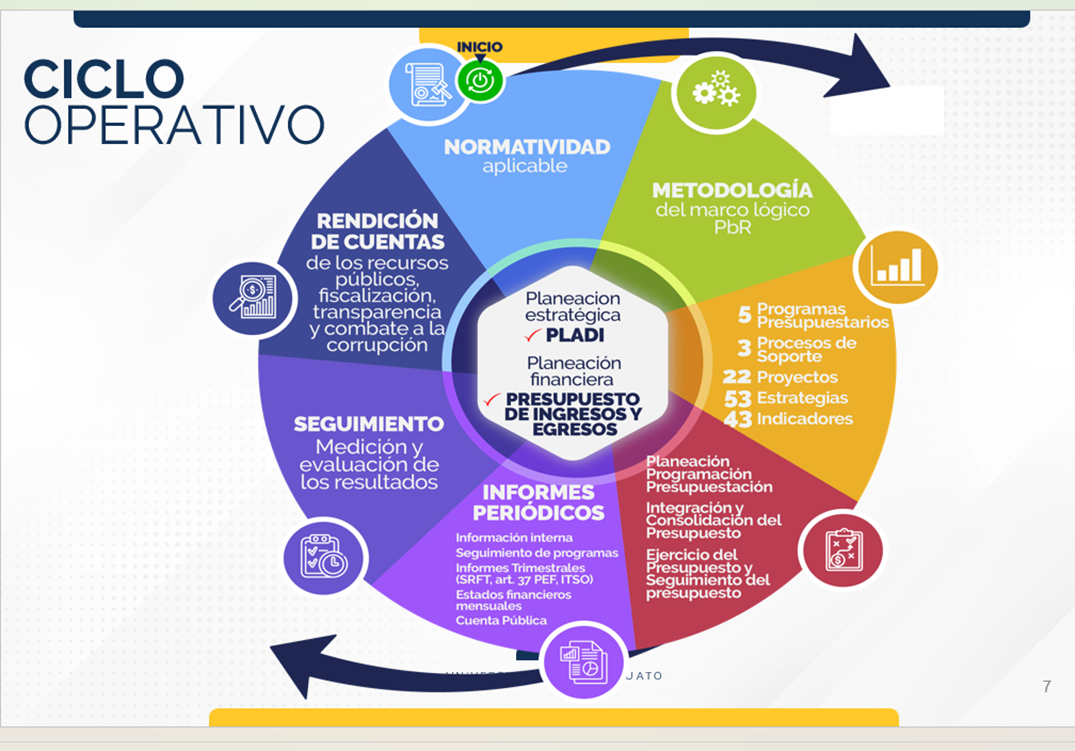 CICLO
OPERATIVO
INICIO
NORMATIVIDAD
aplicable
METODOLOGÍA
del marco lógico
PbR
5 Programas
Presupuestarios
3 Procesos de
Soporte
22 Proyectos
53 Estrategias
43 Indicadores
Planeación
Programación
Presupuestación
Integración y
Consolidación del
Presupuesto
Ejercicio del
Presupuesto y
Seguimiento del
presupuesto
INFORMES
PERIÓDICOS
Información interna
Seguimiento de programas
Informes Trimestrales
(SRFT, art. 37 PEF, ITSO)
Estados financieros
mensuales
Cuenta Pública
SEGUIMIENTO
Medición y
evaluación de
los resultados
RENDICIÓN
DE CUENTAS
de los recursos
públicos,
fiscalización,
transparencia
y combate a la
corrupción
Planeacion
estratégica
PLADI
Planeación
financiera
PRESUPUESTO
DE INGRESOS Y
EGRESOS
7